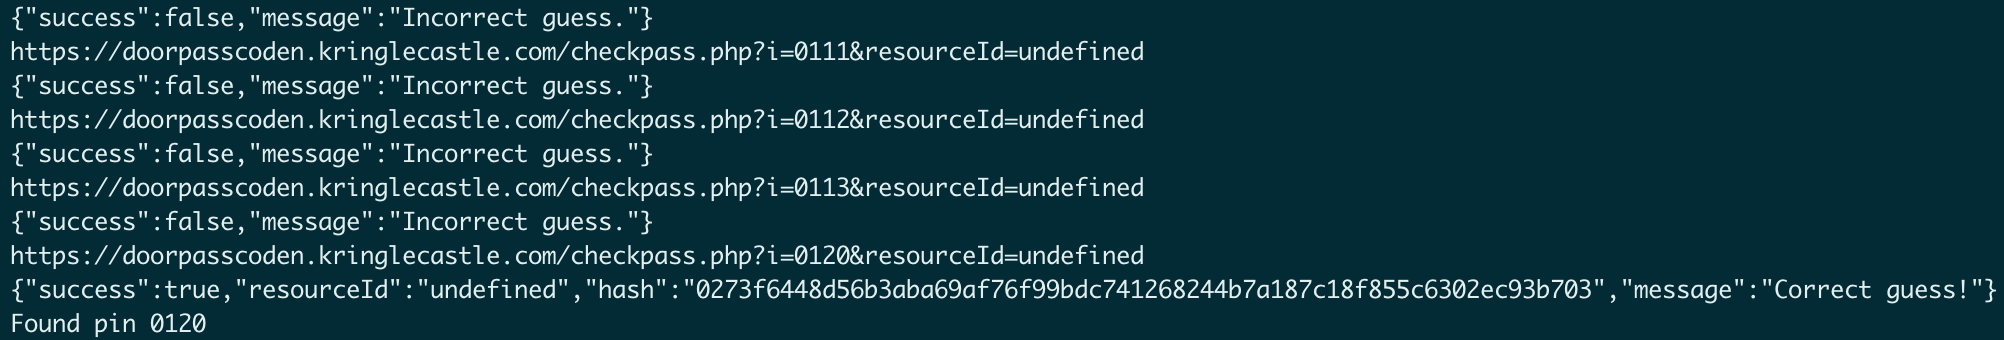 {"success":false,"message":"Incorrect guess."}
https://doorpasscoden.kringlecastle.com/checkpass.php?i=0111&resourceId=undefined
{"success":false,"message":"Incorrect guess."}
https://doorpasscoden.kringlecastle.com/checkpass.php?i=0112&resourceId=undefined
{"success":false,"message":"Incorrect guess."}
https://doorpasscoden.kringlecastle.com/checkpass.php?i=0113&resourceId=undefined
{"success":false,"message":"Incorrect guess."}
https://doorpasscoden.kringlecastle.com/checkpass.php?i=0120&resourceId=undefined
{"success":true,"resourceId":"undefined","hash":"0273f6448d56b3aba69af76f99bdc741268244b7a187c18f855c6302ec93b703","message":"Correct guess!"}
Found pin 0120